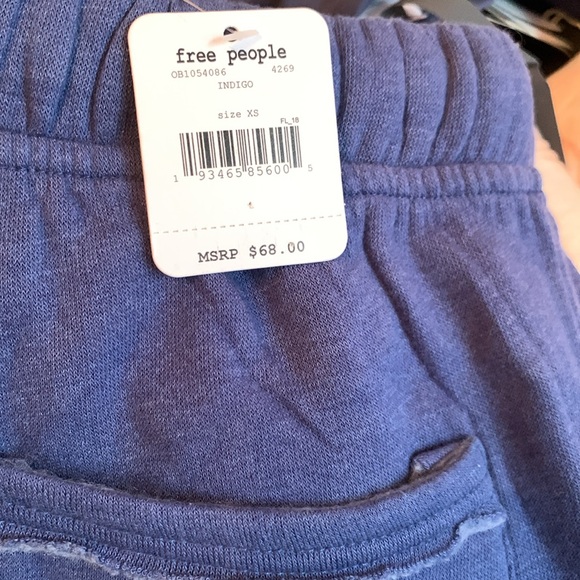 free people
OB1054086 4269
INDIGO
size XS
FL_18
1 93465 85600 5
MSRP $68.00